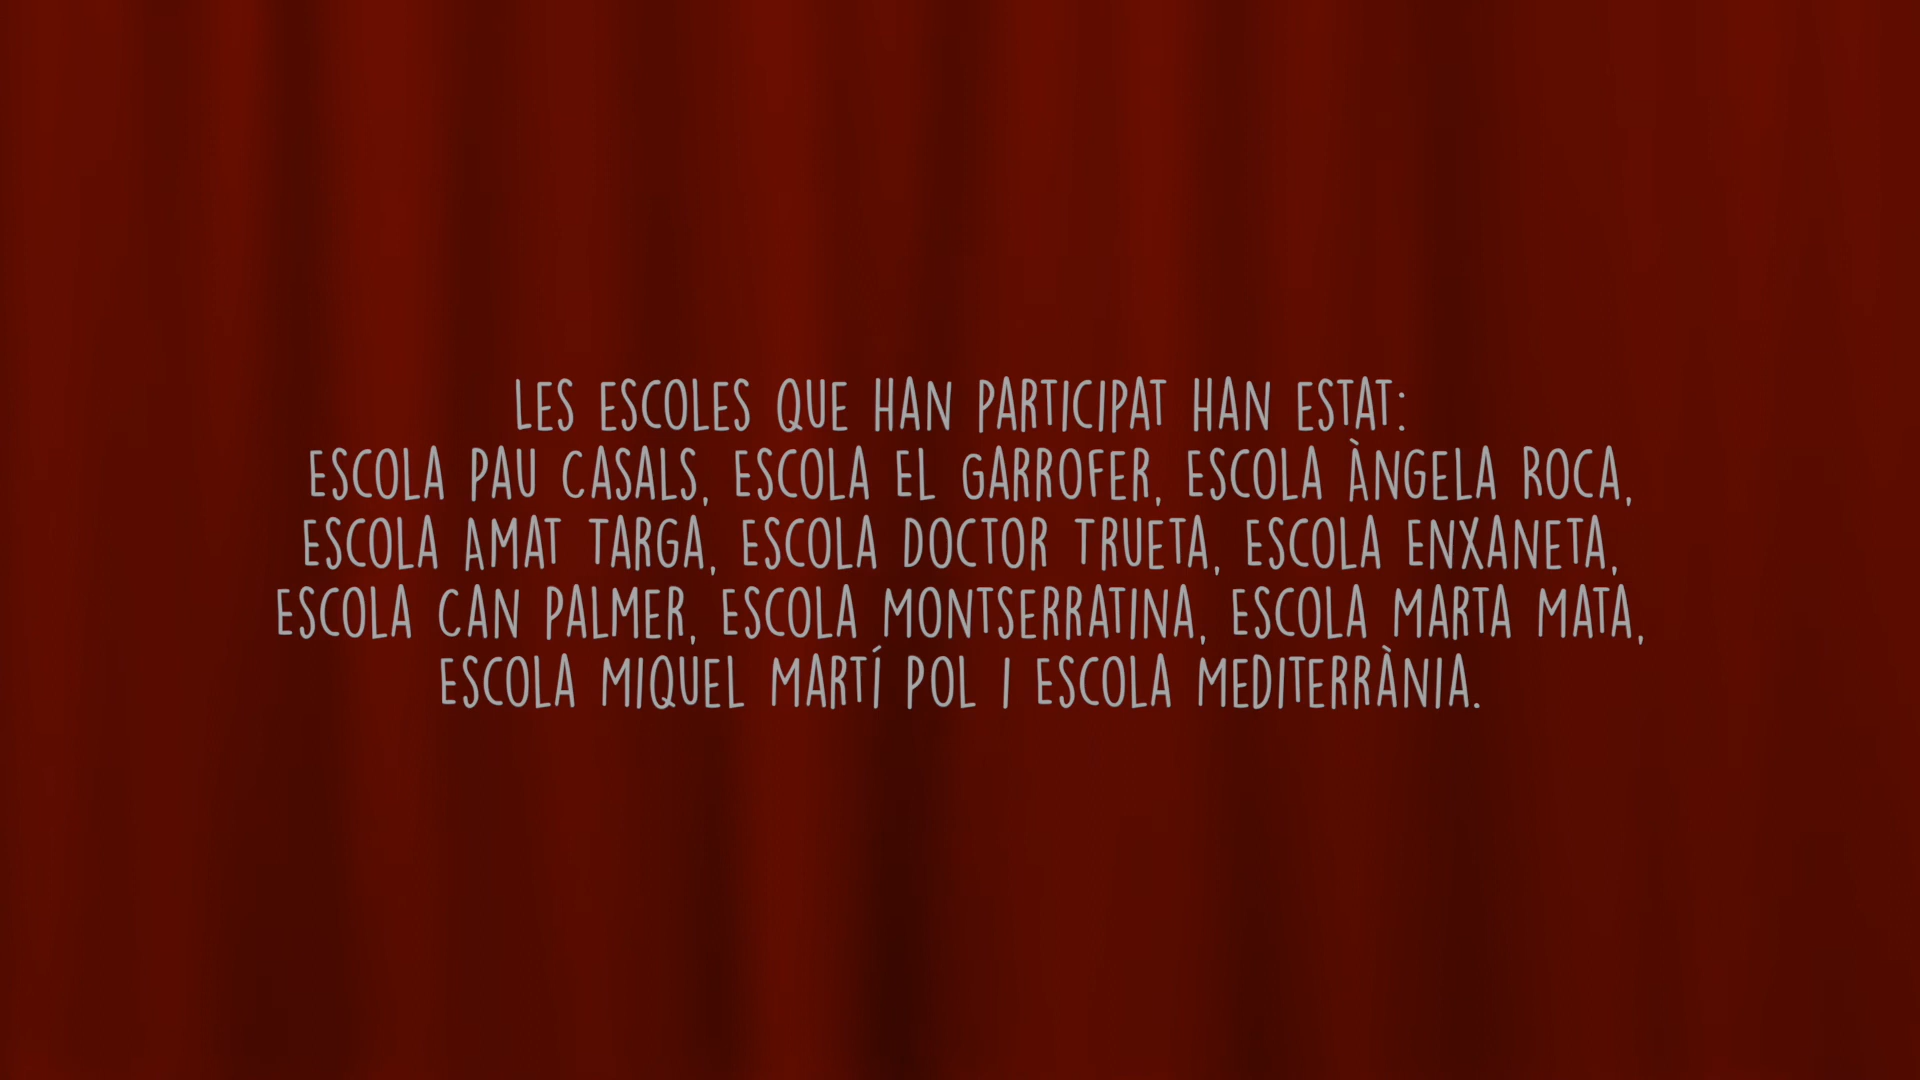 LES ESCOLES QUE HAN PARTICIPAT HAN ESTAT:
ESCOLA PAU CASALS, ESCOLA EL GARROFER, ESCOLA ÀNGELA ROCA,
ESCOLA AMAT TARGA, ESCOLA DOCTOR TRUETA, ESCOLA ENXANETA,
ESCOLA CAN PALMER, ESCOLA MONTSERRATINA, ESCOLA MARTA MATA,
ESCOLA MIQUEL MARTÍ POL I ESCOLA MEDITERRÀNIA.